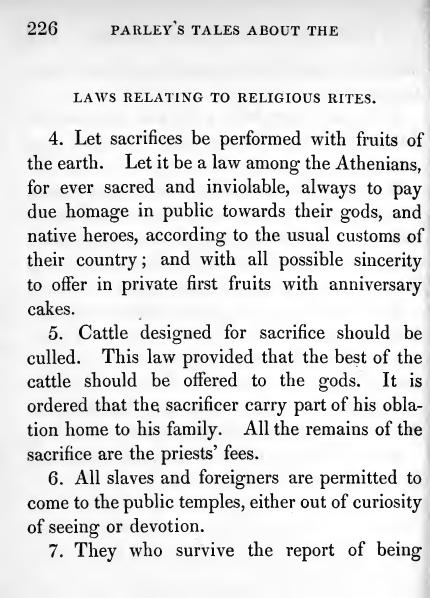 226 PARLEY'S TALES ABOUT THE
LAWS RELATING TO RELIGIOUS RITES.
4. Let sacrifices be performed with fruits of
the earth. Let it be a law among the Athenians,
for ever sacred and inviolable, always to pay
due homage in public towards their gods, and
native heroes, according to the usual customs of
their country; and with all possible sincerity
to offer in private first fruits with anniversary
cakes.
5. Cattle designed for sacrifice should be
culled. This law provided that the best of the
cattle should be offered to the gods. It is
ordered that the sacrificer carry part of his obla-
tion home to his family. All the remains of the
sacrifice are the priests' fees.
6. All slaves and foreigners are permitted to
come to the public temples, either out of curiosity
of seeing or devotion.
7. They who survive the report of being